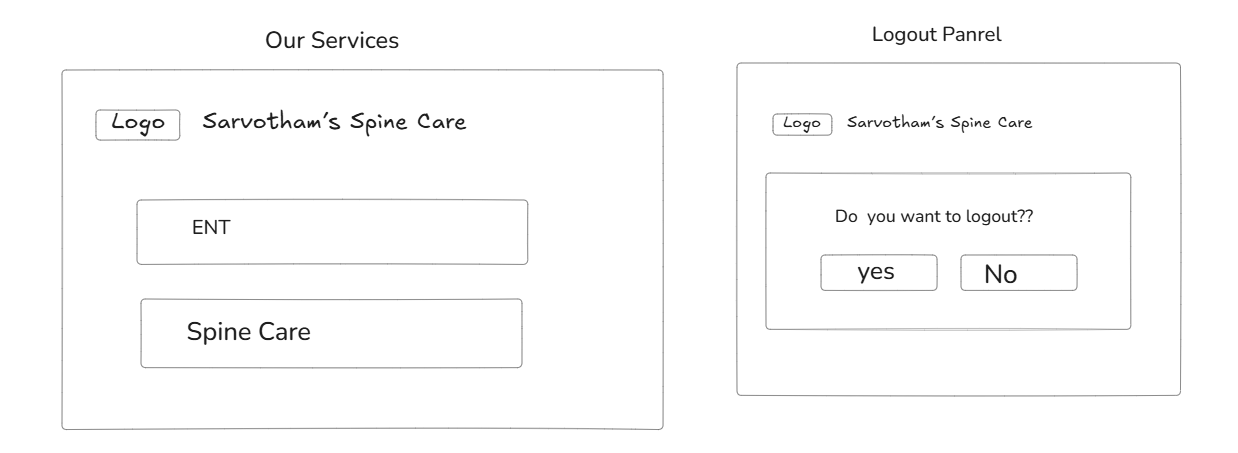 Our Services
Logo Sarvotham's Spine Care
ENT
Spine Care
Logout Panrel
Logo Sarvotham's Spine Care
Do you want to logout??
yes No